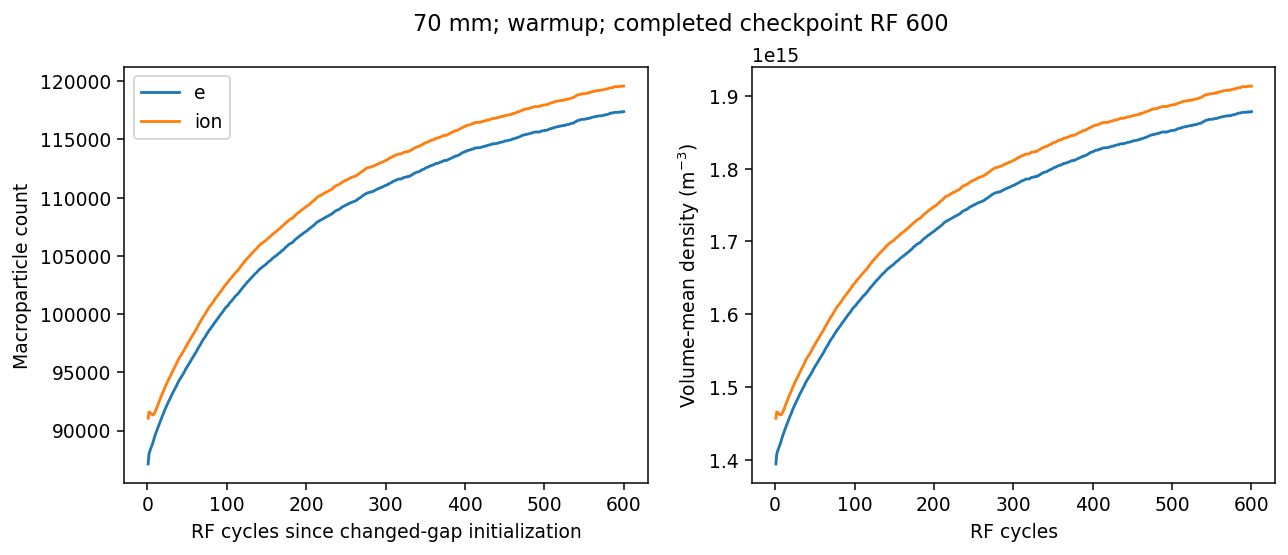 70 mm; warmup; completed checkpoint RF 600
Macroparticle count
120000
115000
110000
105000
100000
95000
90000
e
ion
0 100 200 300 400 500 600
RF cycles since changed-gap initialization
1e15
Volume-mean density (m⁻³)
1.9
1.8
1.7
1.6
1.5
1.4
0 100 200 300 400 500 600
RF cycles